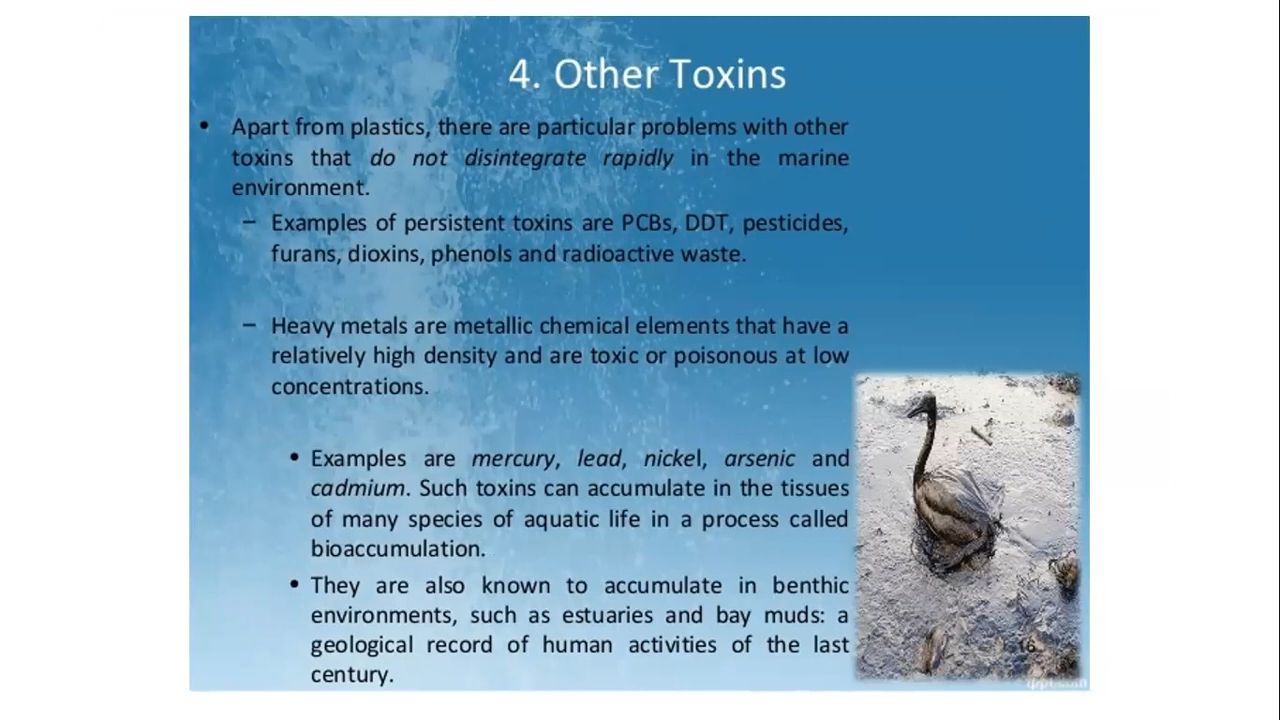 4. Other Toxins
• Apart from plastics, there are particular problems with other
toxins that do not disintegrate rapidly in the marine
environment.
– Examples of persistent toxins are PCBs, DDT, pesticides,
furans, dioxins, phenols and radioactive waste.
– Heavy metals are metallic chemical elements that have a
relatively high density and are toxic or poisonous at low
concentrations.
• Examples are mercury, lead, nickel, arsenic and
cadmium. Such toxins can accumulate in the tissues
of many species of aquatic life in a process called
bioaccumulation.
• They are also known to accumulate in benthic
environments, such as estuaries and bay muds: a
geological record of human activities of the last
century.
16